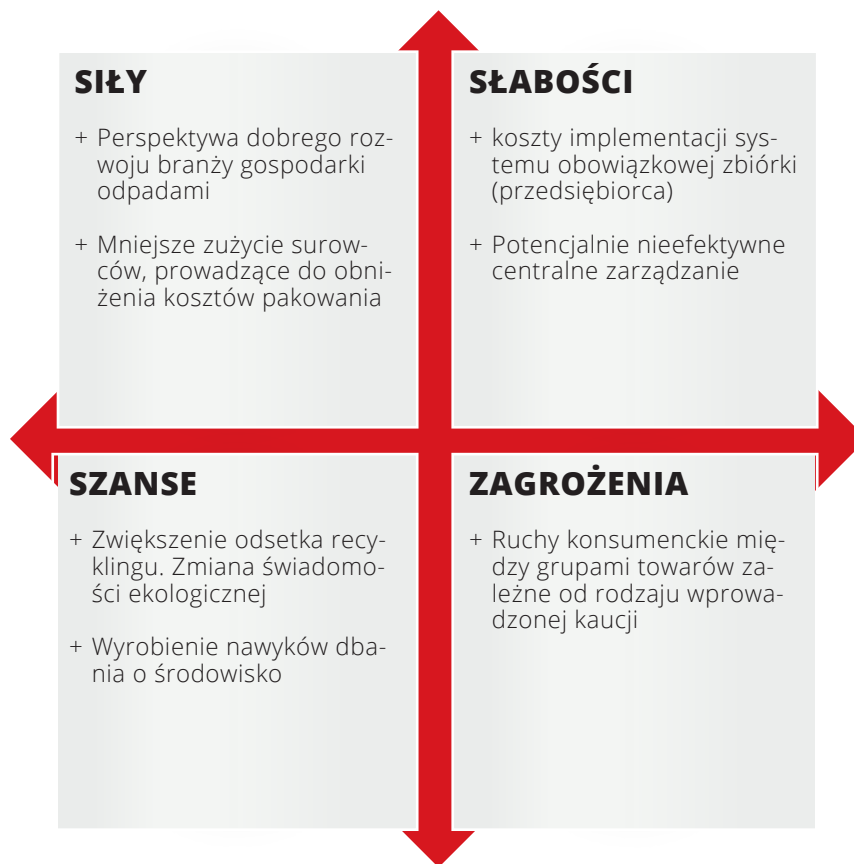 SIŁY
+ Perspektywa dobrego roz-
woju branży gospodarki
odpadami
+ Mniejsze zużycie surow-
ców, prowadzące do obni-
żenia kosztów pakowania
SŁABOŚCI
+ koszty implementacji sys-
temu obowiązkowej zbiórki
(przedsiębiorca)
+ Potencjalnie nieefektywne
centralne zarządzanie
SZANSE
+ Zwiększenie odsetka recy-
klingu. Zmiana świadomo-
ści ekologicznej
+ Wyrobienie nawyków dba-
nia o środowisko
ZAGROŻENIA
+ Ruchy konsumenckie mię-
dzy grupami towarów za-
leżne od rodzaju wprowa-
dzonej kaucji